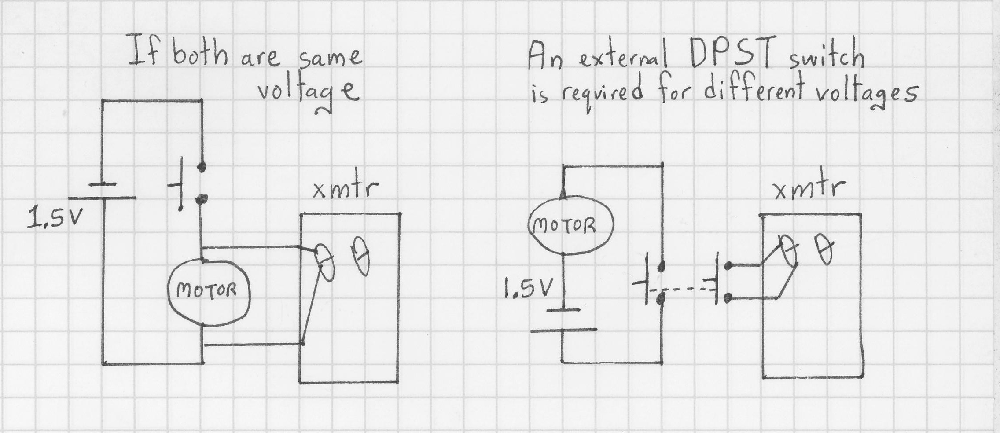 If both are same
voltage
1.5V
xmtr
MOTOR
An external DPST switch
is required for different voltages
MOTOR
1.5V
xmtr